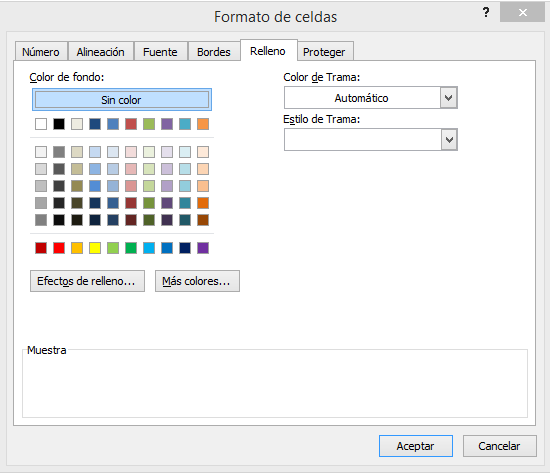 Formato de celdas
?
Número Alineación Fuente Bordes Relleno Proteger
Color de fondo:
Sin color
Color de Trama:
Automático
Estilo de Trama:
Efectos de relleno...
Más colores...
Muestra
Aceptar
Cancelar